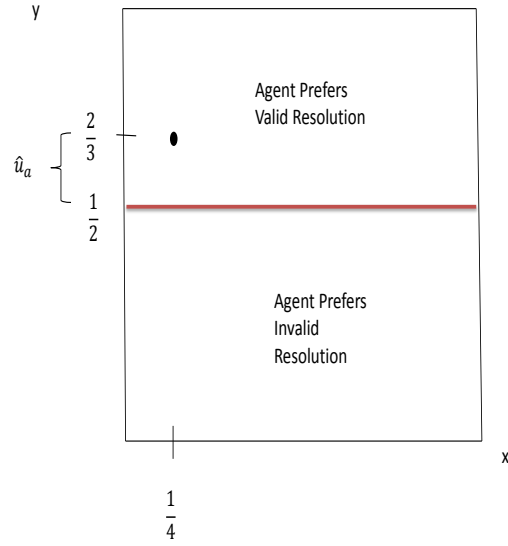 y
Agent Prefers
Valid Resolution
2/3
û_a
1/2
Agent Prefers
Invalid
Resolution
x
1/4